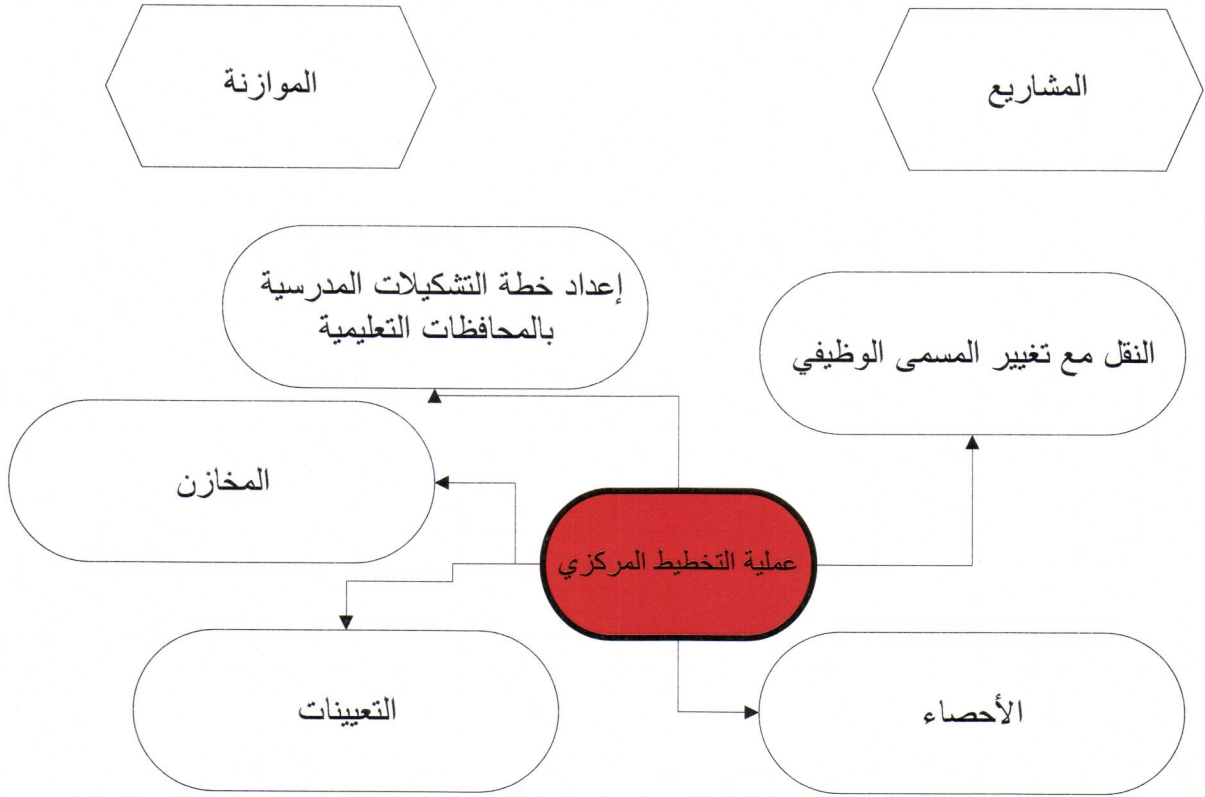 المشاريع
الموازنة
إعداد خطة التشكيلات المدرسية
بالمحافظات التعليمية
النقل مع تغيير المسمى الوظيفي
المخازن
عملية التخطيط المركزي
التعيينات
الأحصاء